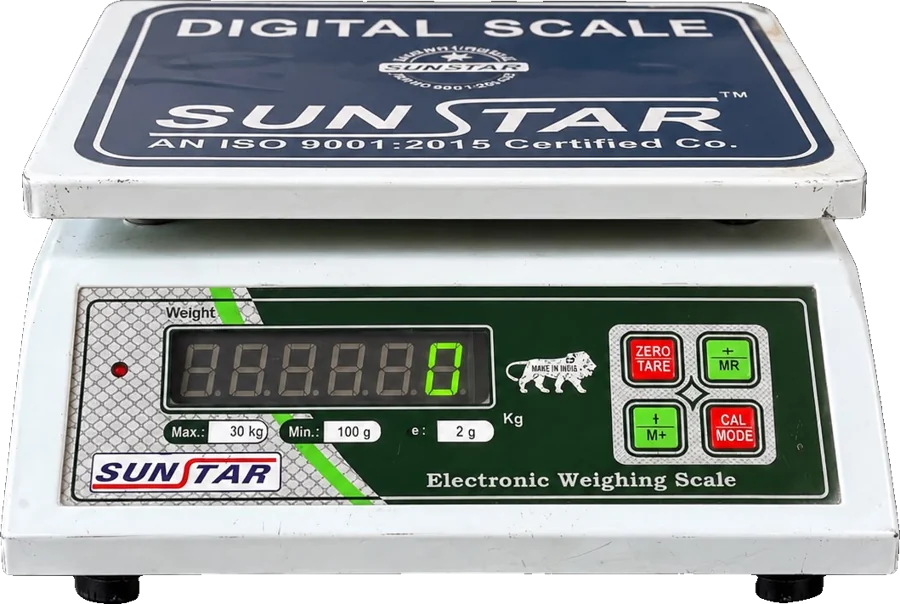 DIGITAL SCALE
SUNSTAR
SUNSTAR
TM
AN ISO 9001:2015 Certified Co.
Weight
0
MAKE IN INDIA
Kg
Max.: 30 kg Min.: 100 g e: 2 g
ZERO TARE
+ MR
+ M+
CAL MODE
SUNSTAR
Electronic Weighing Scale